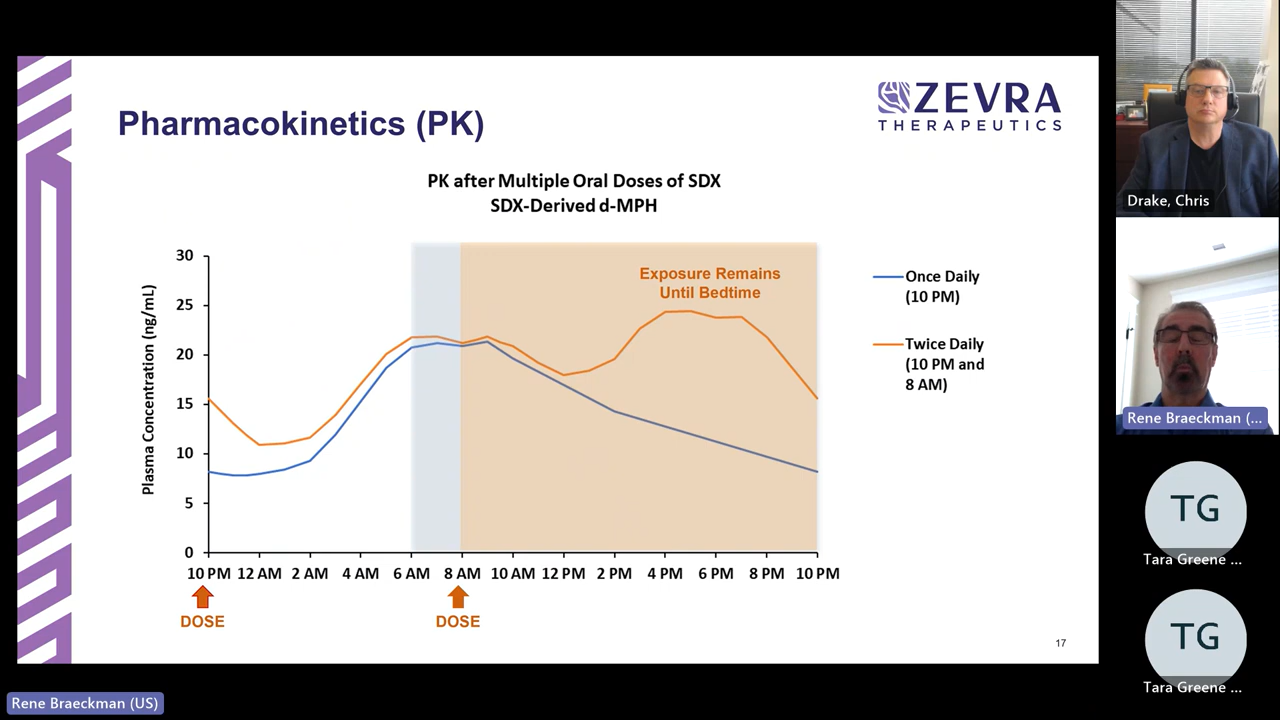 Pharmacokinetics (PK)
ZEVRA
THERAPEUTICS
PK after Multiple Oral Doses of SDX
SDX-Derived d-MPH
Plasma Concentration (ng/mL)
30
25
20
15
10
5
0
Exposure Remains
Until Bedtime
Once Daily
(10 PM)
Twice Daily
(10 PM and
8 AM)
10 PM 12 AM 2 AM 4 AM 6 AM 8 AM 10 AM 12 PM 2 PM 4 PM 6 PM 8 PM 10 PM
DOSE
DOSE
17
Drake, Chris
Rene Braeckman (...
TG
Tara Greene ...
TG
Tara Greene ...
Rene Braeckman (US)